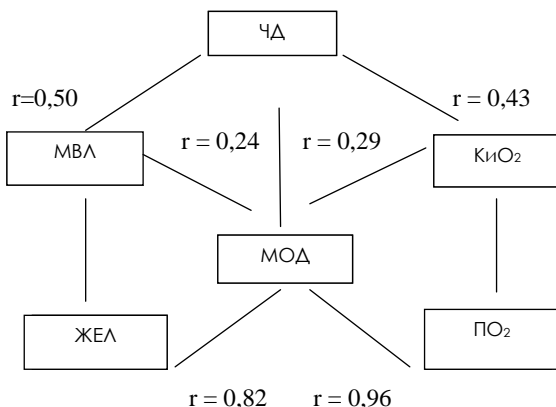 ЧД
r=0,50
r = 0,43
МВЛ
r = 0,24
r = 0,29
КиО₂
МОД
ЖЕЛ
ПО₂
r = 0,82
r = 0,96